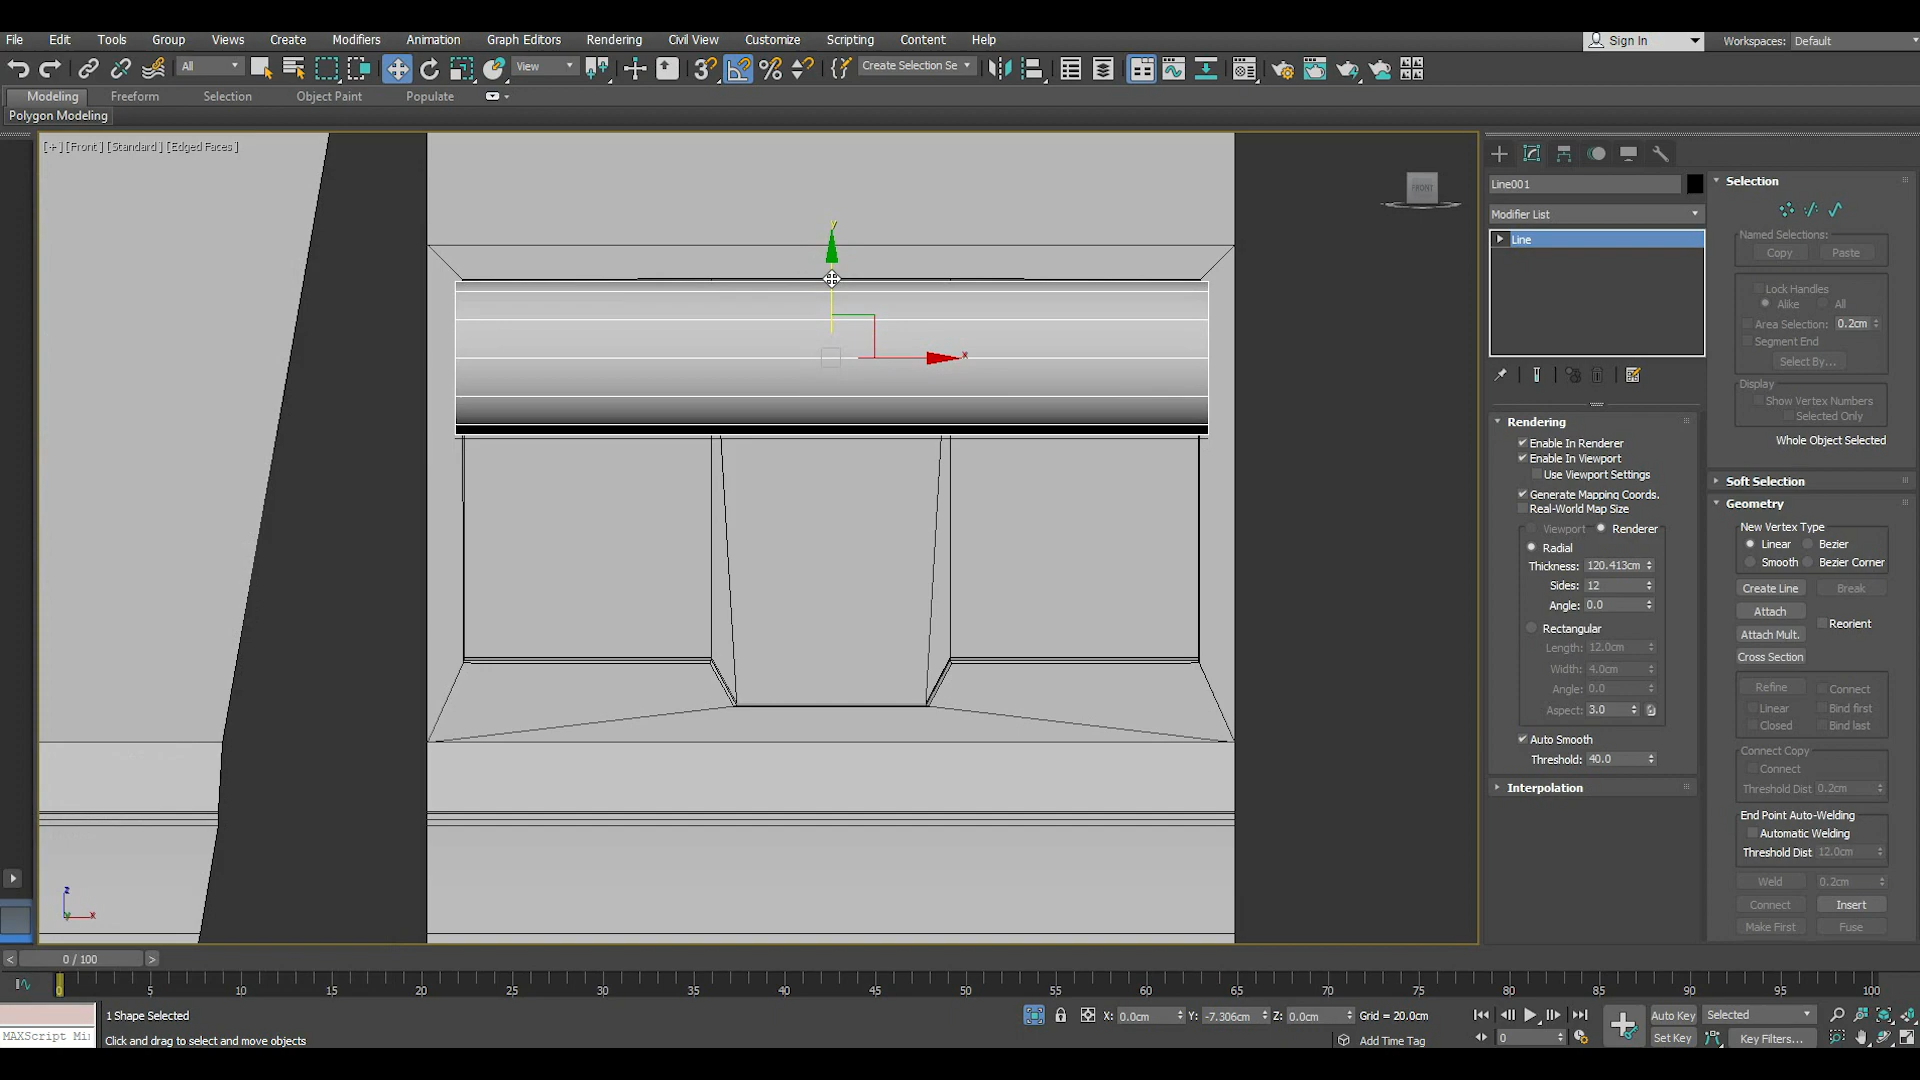 File Edit Tools Group Views Create Modifiers Animation Graph Editors Rendering Civil View Customize Scripting Content Help Sign In Workspaces: Default
All View Create Selection Se
Modeling Freeform Selection Object Paint Populate
Polygon Modeling
[+][Front][Standard][Edged Faces]
FRONT
y
x
z
y
x
Line001
Modifier List
Line
Rendering
Enable In Renderer
Enable In Viewport
Use Viewport Settings
Generate Mapping Coords.
Real-World Map Size
Viewport Renderer
Radial
Thickness: 120.413cm
Sides: 12
Angle: 0.0
Rectangular
Length: 12.0cm
Width: 4.0cm
Angle: 0.0
Aspect: 3.0
Auto Smooth
Threshold: 40.0
Interpolation
Selection
Named Selections:
Copy Paste
Lock Handles
Alike All
Area Selection: 0.2cm
Segment End
Select By...
Display
Show Vertex Numbers
Selected Only
Whole Object Selected
Soft Selection
Geometry
New Vertex Type
Linear Bezier
Smooth Bezier Corner
Create Line Break
Attach
Reorient
Attach Mult.
Cross Section
Refine Connect
Linear Bind first
Closed Bind last
Connect Copy
Connect
Threshold Dist 0.2cm
End Point Auto-Welding
Automatic Welding
Threshold Dist 12.0cm
Weld 0.2cm
Connect Insert
Make First Fuse
< 0 / 100 >
0 5 10 15 20 25 30 35 40 45 50 55 60 65 70 75 80 85 90 95 100
1 Shape Selected X: 0.0cm Y: -7.306cm Z: 0.0cm Grid = 20.0cm Auto Key Selected
MAXScript Mi Click and drag to select and move objects Add Time Tag 0 Set Key Key Filters...